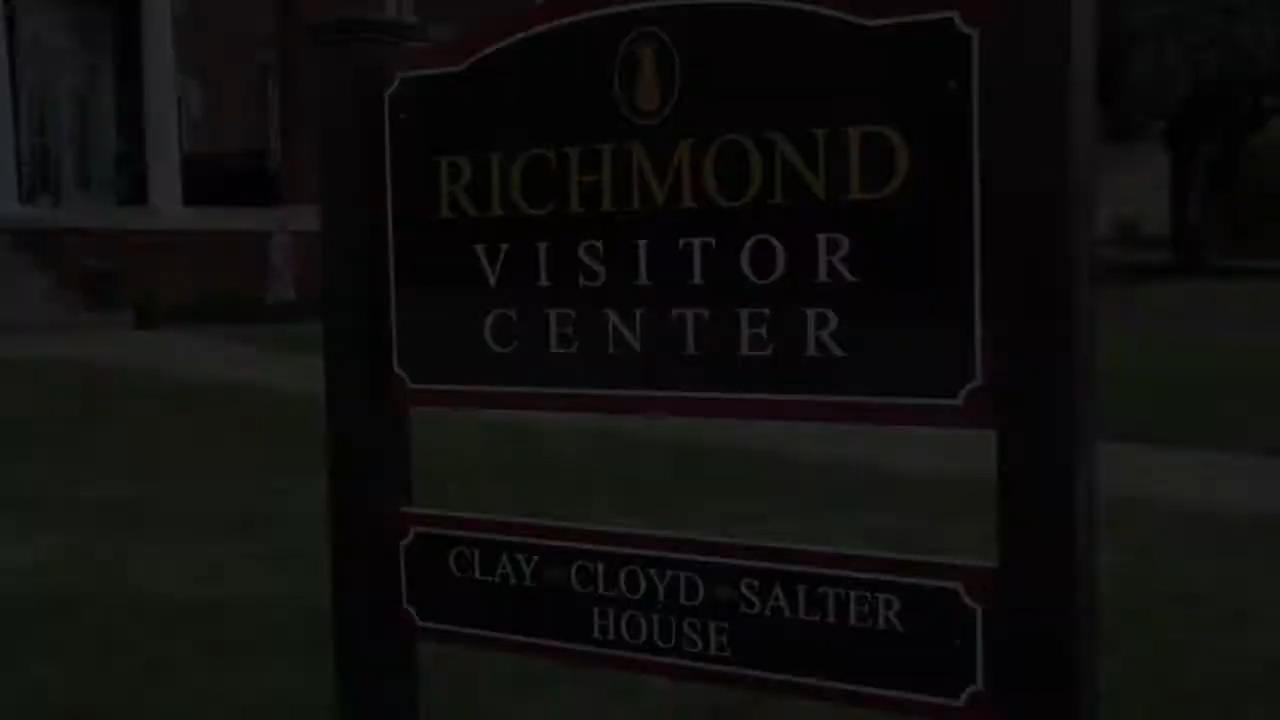 RICHMOND
VISITOR
CENTER
CLAY - CLOYD - SALTER
HOUSE